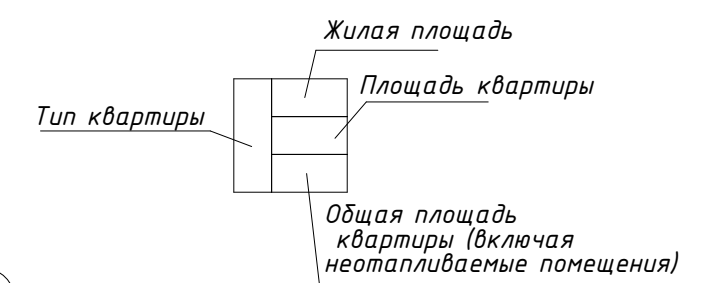 Жилая площадь
Площадь квартиры
Тип квартиры
Общая площадь
квартиры (включая
неотапливаемые помещения)